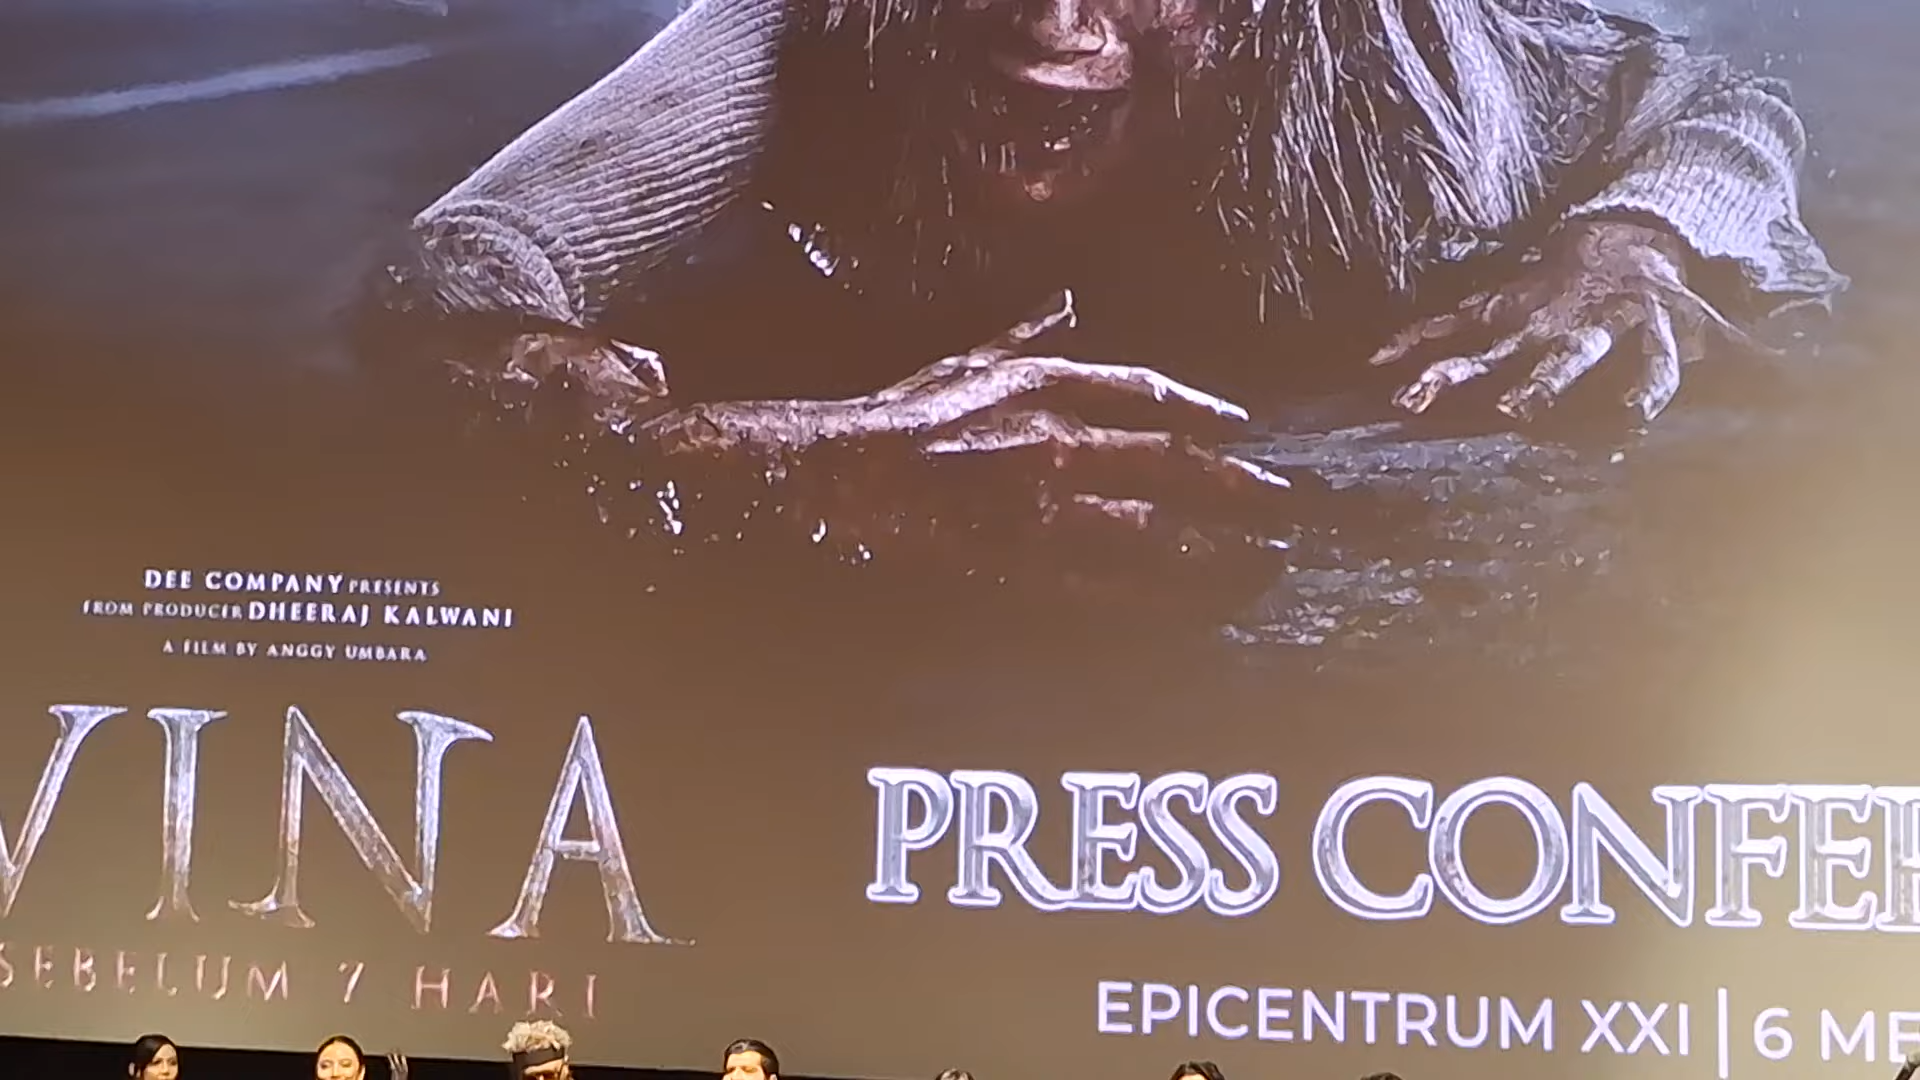 DEE COMPANY PRESENTS
FROM PRODUCER DHEERAJ KALWANI
A FILM BY ANGGY UMBARA
VINA
SEBELUM 7 HARI
PRESS CONFE
EPICENTRUM XXI | 6 ME